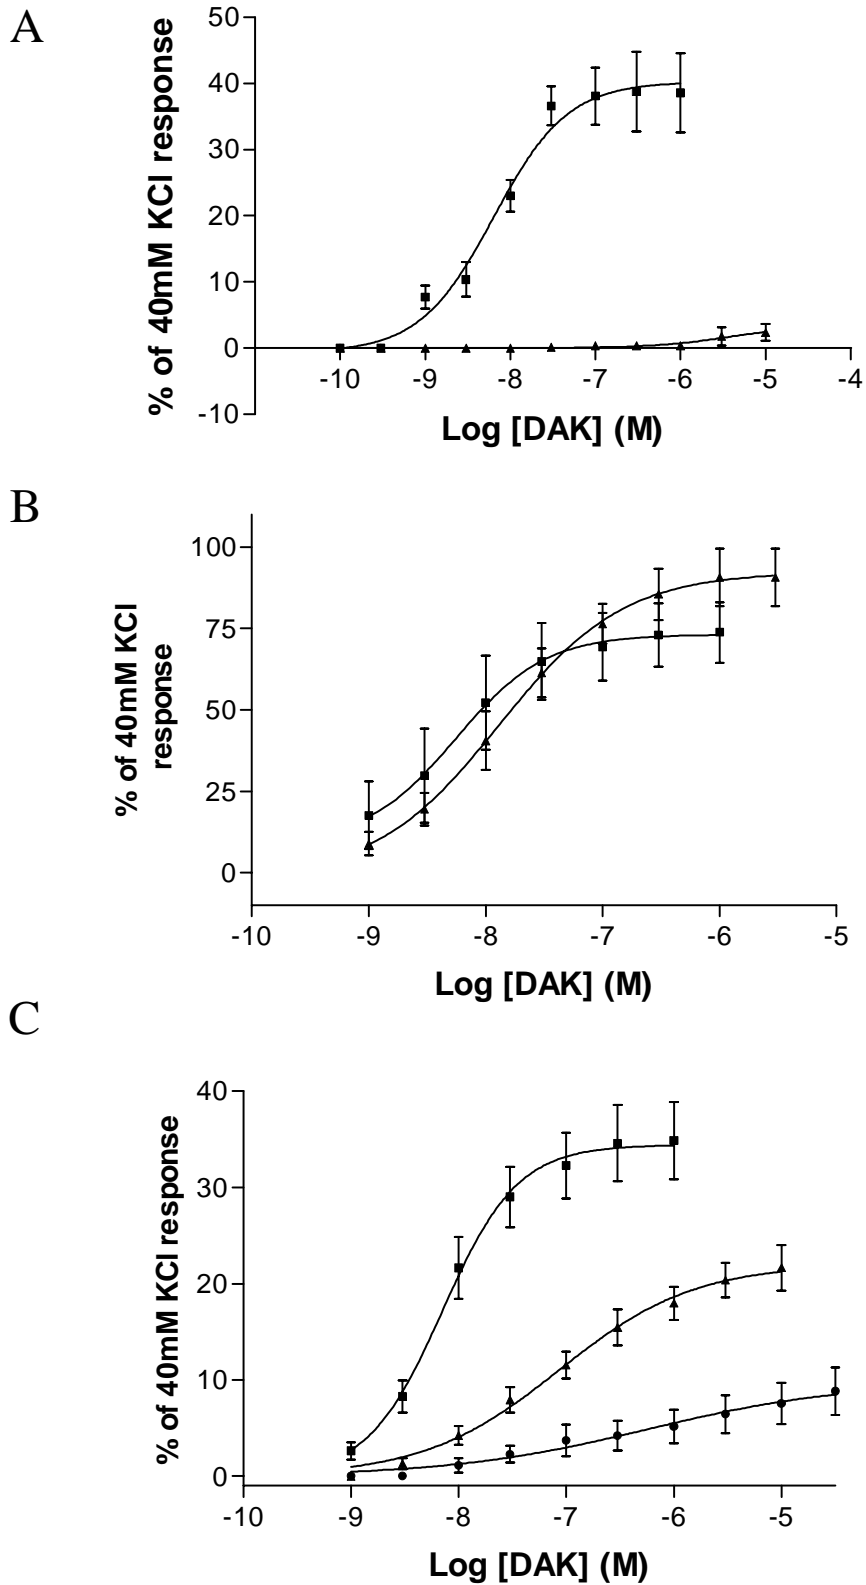 A
50
40
30
20
10
0
-10
% of 40mM KCl response
-10 -9 -8 -7 -6 -5 -4
Log [DAK] (M)
B
100
75
50
25
0
% of 40mM KCl
response
-10 -9 -8 -7 -6 -5
Log [DAK] (M)
C
40
30
20
10
0
% of 40mM KCl response
-10 -9 -8 -7 -6 -5
Log [DAK] (M)